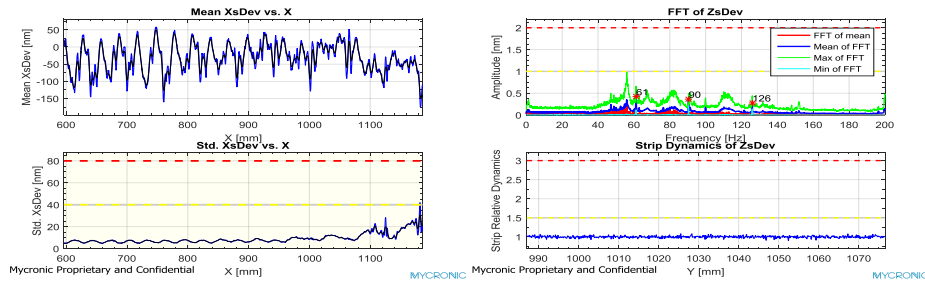 Mean XsDev vs. X
Mean XsDev [nm]
50
0
-50
-100
-150
600
700
800
900
1000
1100
X [mm]
Std. XsDev vs. X
Std. XsDev [nm]
80
60
40
20
0
600
700
800
900
1000
1100
X [mm]
Mycronic Proprietary and Confidential
MYCRONIC
FFT of ZsDev
Amplitude [nm]
2
1.5
1
0.5
0
FFT of mean
Mean of FFT
Max of FFT
Min of FFT
61
90
126
0
20
40
60
80
100
120
140
160
180
200
Frequency [Hz]
Strip Dynamics of ZsDev
Strip Relative Dynamics
3
2.5
2
1.5
1
990
1000
1010
1020
1030
1040
1050
1060
1070
Y [mm]
Mycronic Proprietary and Confidential
MYCRONIC